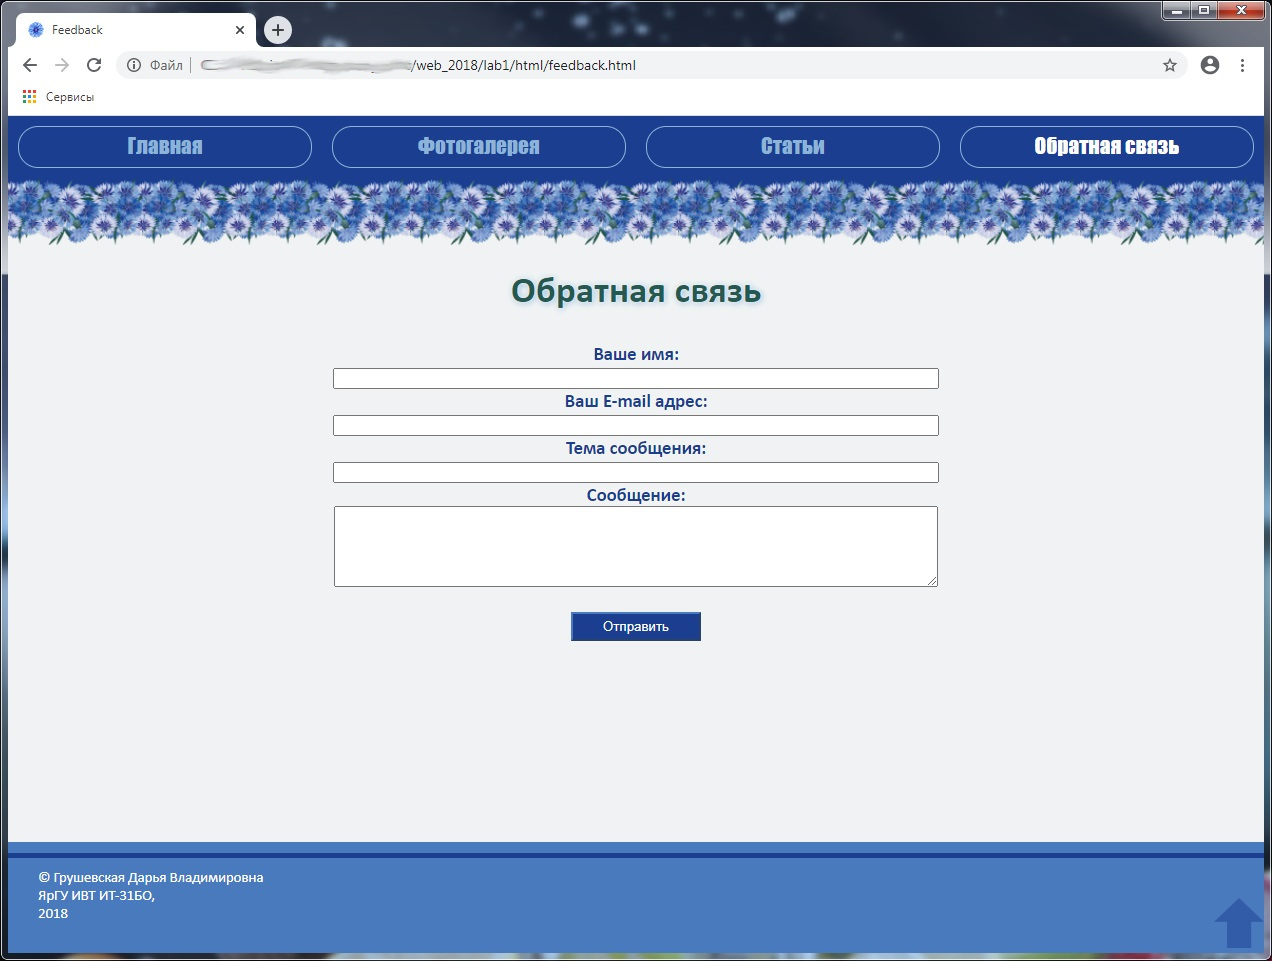 Feedback
Файл
/web_2018/lab1/html/feedback.html
Сервисы
Главная
Фотогалерея
Статьи
Обратная связь
Обратная связь
Ваше имя:
Ваш E-mail адрес:
Тема сообщения:
Сообщение:
Отправить
© Грушевская Дарья Владимировна
ЯрГУ ИВТ ИТ-31БО,
2018